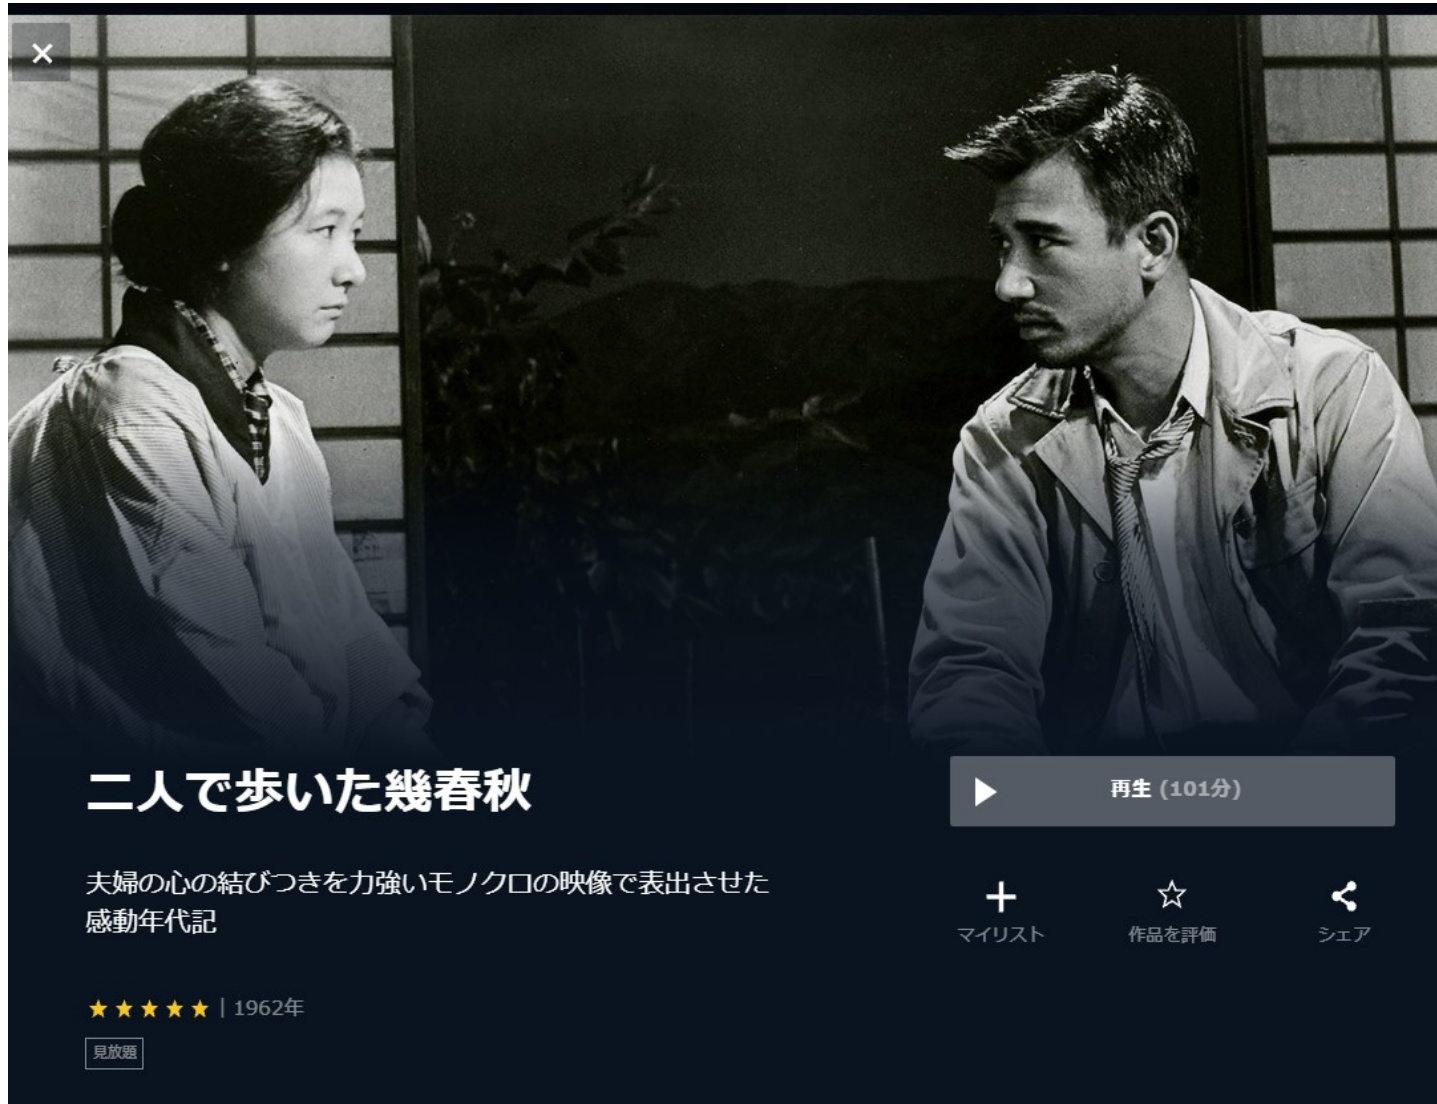 二人で歩いた幾春秋
再生 (101分)
夫婦の心の結びつきを力強いモノクロの映像で表出させた
感動年代記
マイリスト
作品を評価
シェア
| 1962年
見放題